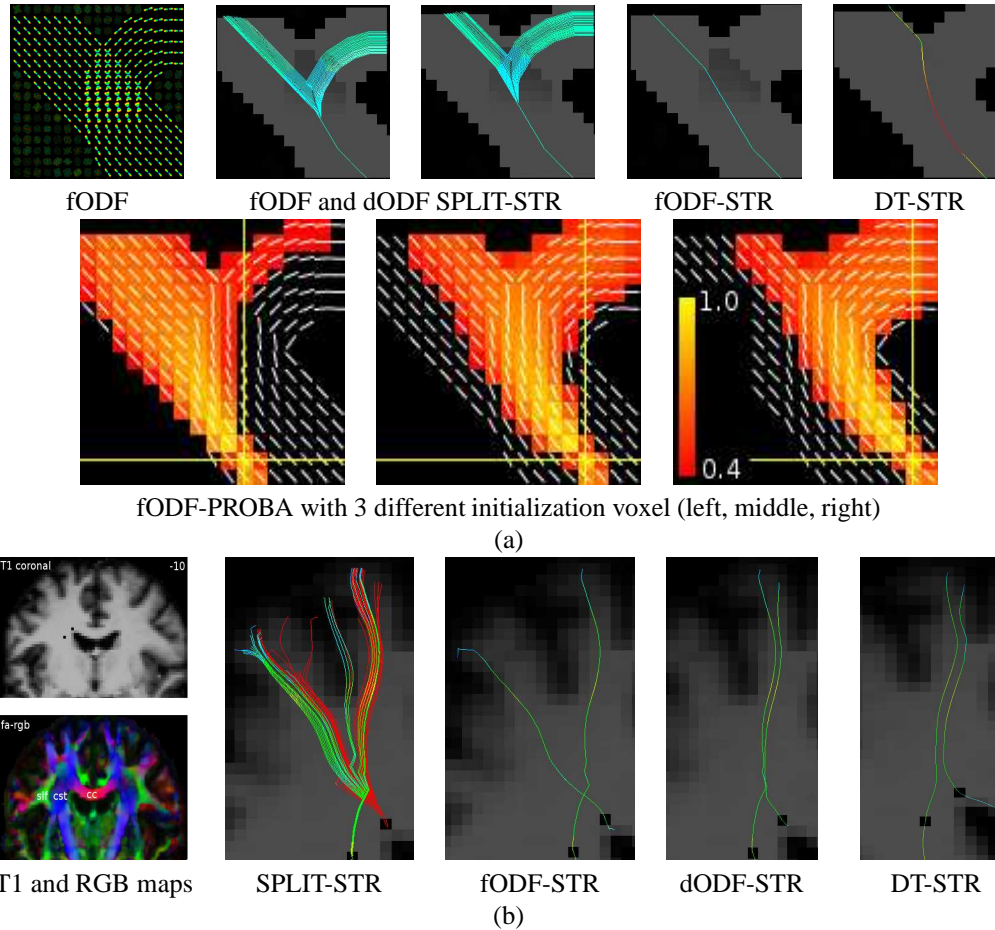 fODF
fODF and dODF SPLIT-STR
fODF-STR
DT-STR
1.0
0.4
fODF-PROBA with 3 different initialization voxel (left, middle, right)
(a)
T1 coronal
-10
fa-rgb
slf cst cc
T1 and RGB maps
SPLIT-STR
fODF-STR
dODF-STR
DT-STR
(b)